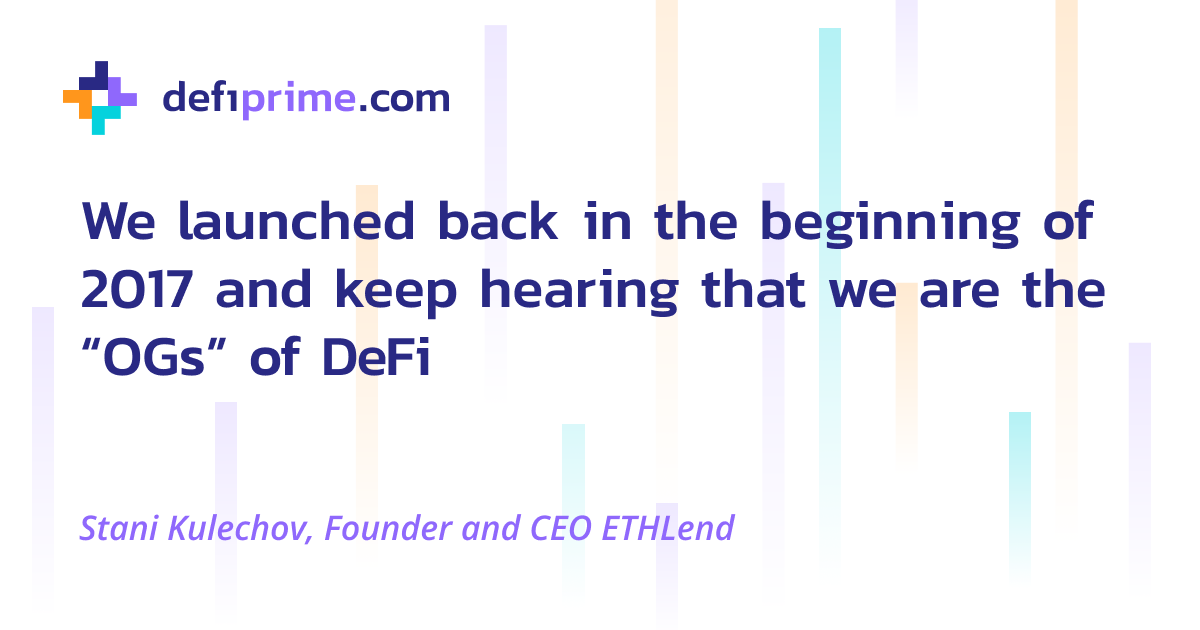 defiprime.com
We launched back in the beginning of
2017 and keep hearing that we are the
“OGs” of DeFi
Stani Kulechov, Founder and CEO ETHLend